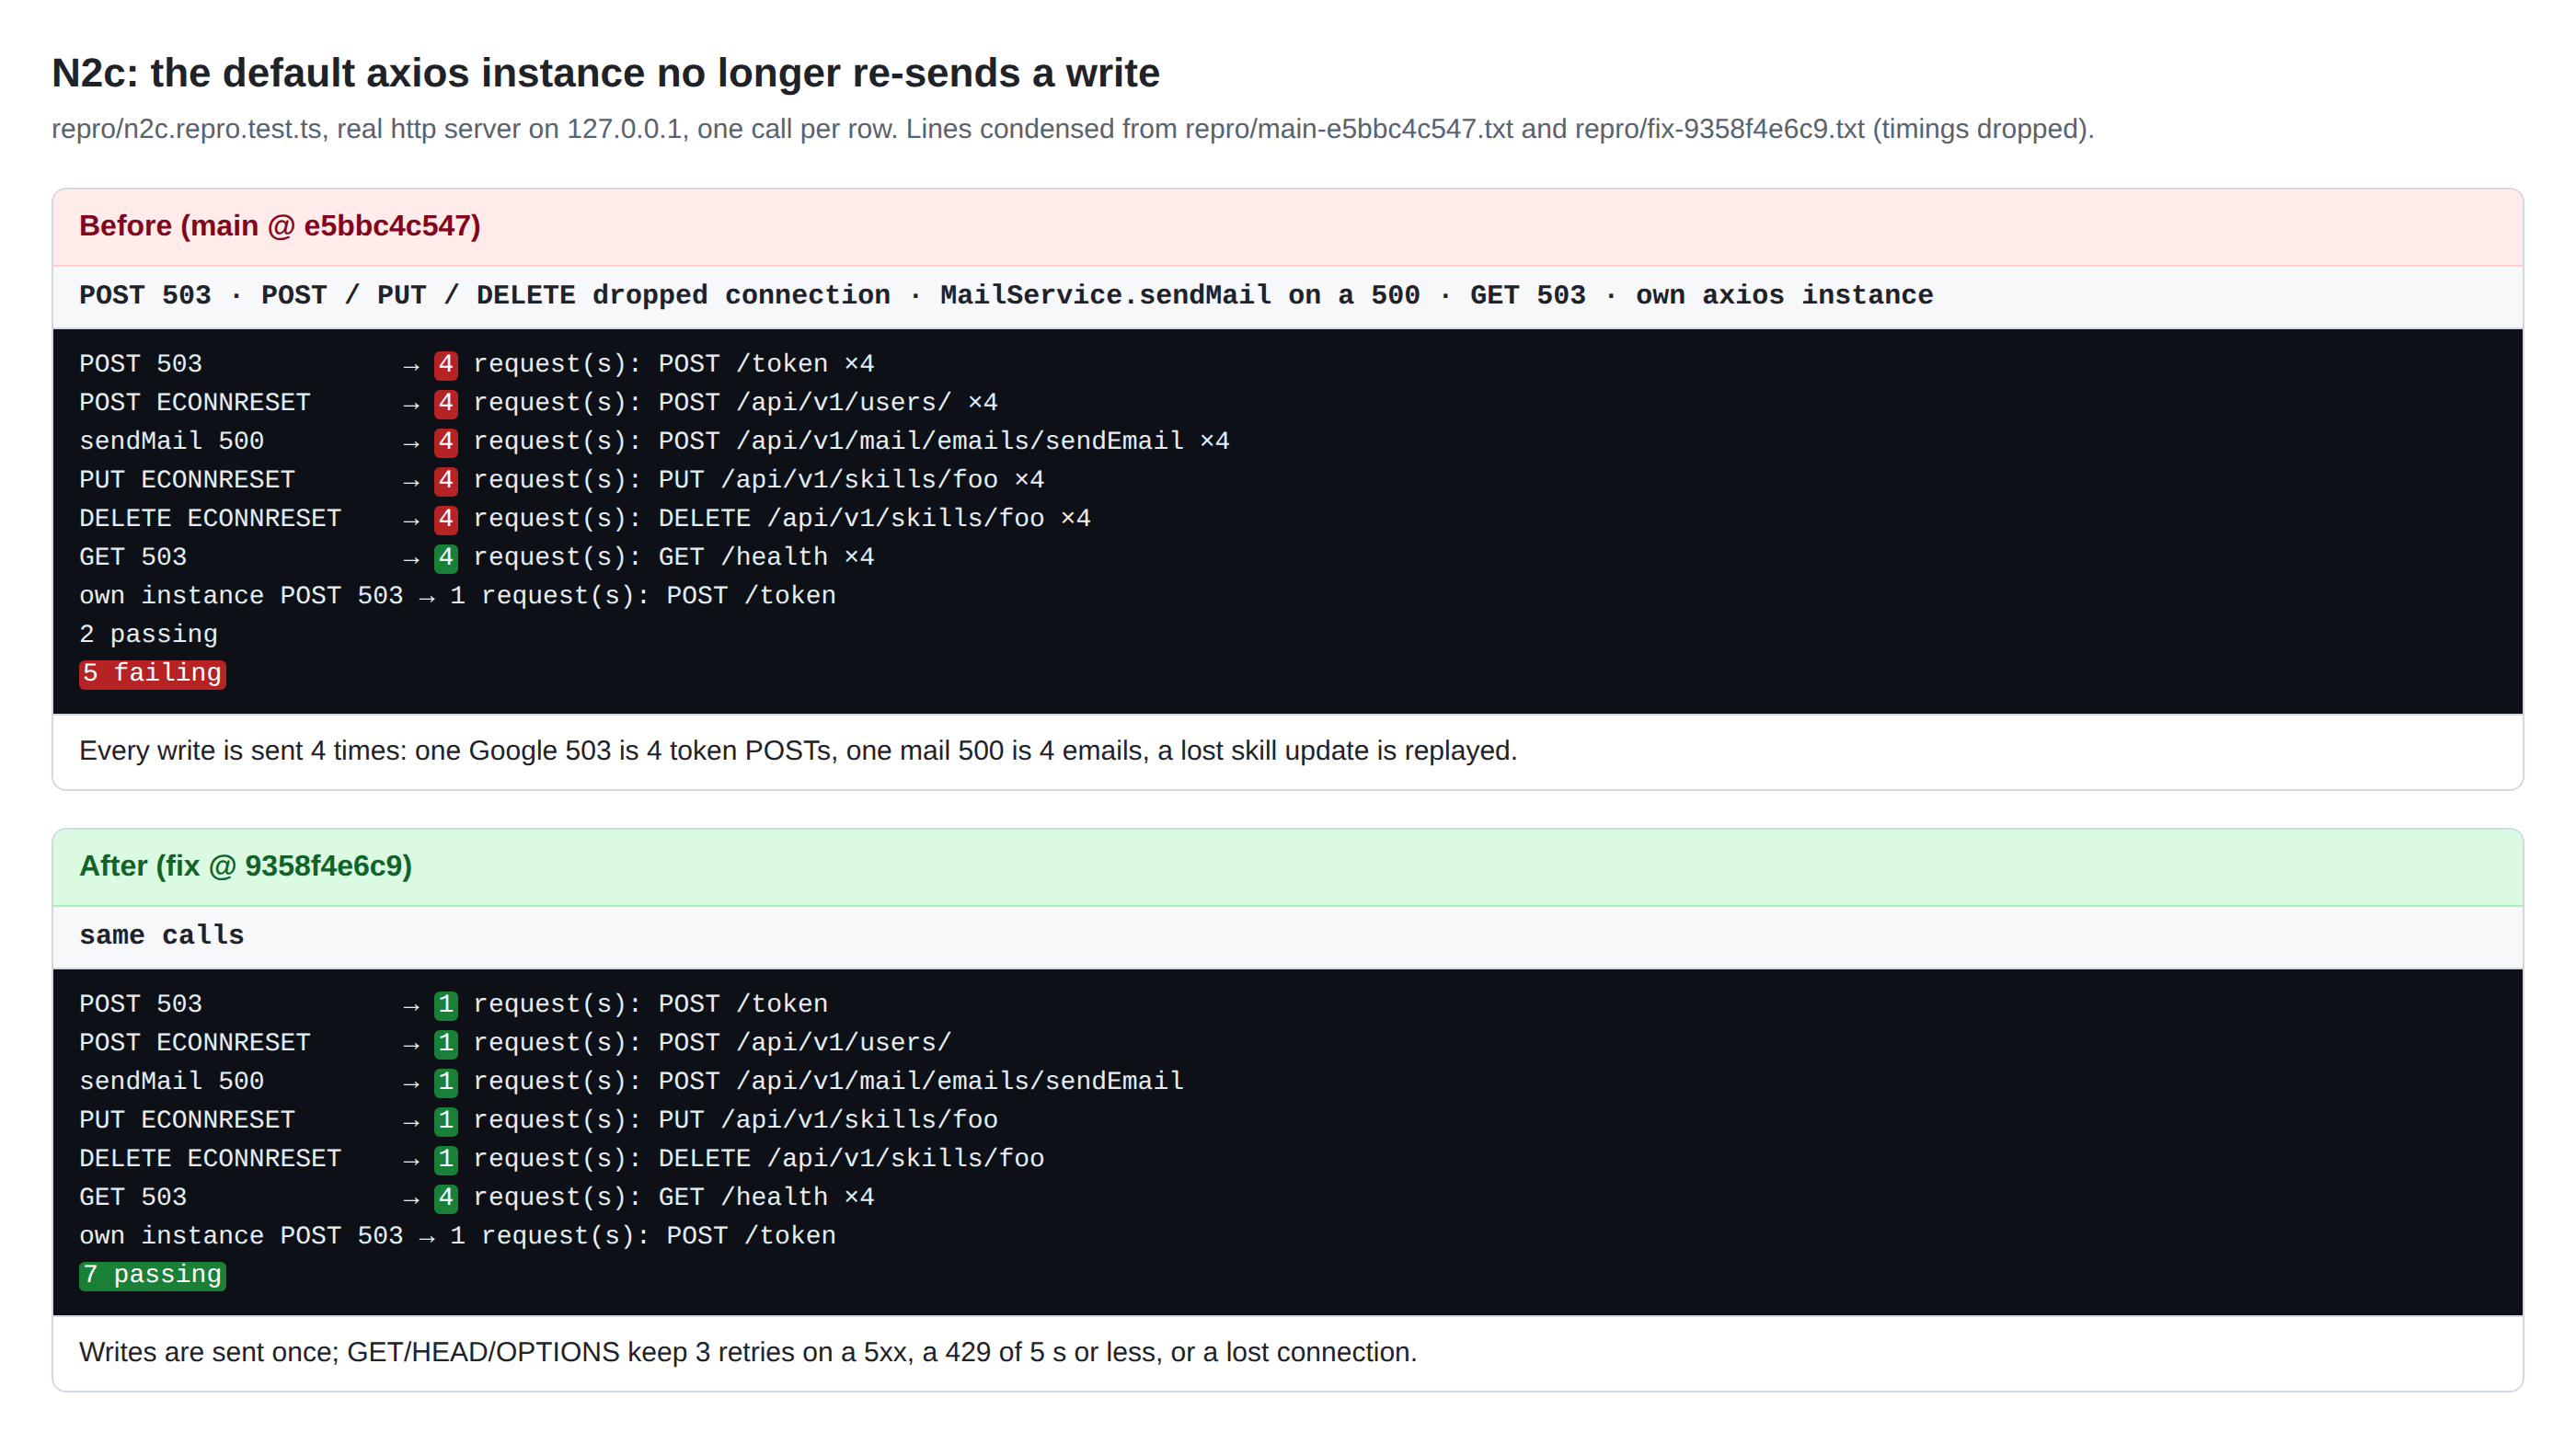 N2c: the default axios instance no longer re-sends a write
repro/n2c.repro.test.ts, real http server on 127.0.0.1, one call per row. Lines condensed from repro/main-e5bbc4c547.txt and repro/fix-9358f4e6c9.txt (timings dropped).
Before (main @ e5bbc4c547)
POST 503 · POST / PUT / DELETE dropped connection · MailService.sendMail on a 500 · GET 503 · own axios instance
POST 503 → 4 request(s): POST /token ×4
POST ECONNRESET → 4 request(s): POST /api/v1/users/ ×4
sendMail 500 → 4 request(s): POST /api/v1/mail/emails/sendEmail ×4
PUT ECONNRESET → 4 request(s): PUT /api/v1/skills/foo ×4
DELETE ECONNRESET → 4 request(s): DELETE /api/v1/skills/foo ×4
GET 503 → 4 request(s): GET /health ×4
own instance POST 503 → 1 request(s): POST /token
2 passing
5 failing
Every write is sent 4 times: one Google 503 is 4 token POSTs, one mail 500 is 4 emails, a lost skill update is replayed.
After (fix @ 9358f4e6c9)
same calls
POST 503 → 1 request(s): POST /token
POST ECONNRESET → 1 request(s): POST /api/v1/users/
sendMail 500 → 1 request(s): POST /api/v1/mail/emails/sendEmail
PUT ECONNRESET → 1 request(s): PUT /api/v1/skills/foo
DELETE ECONNRESET → 1 request(s): DELETE /api/v1/skills/foo
GET 503 → 4 request(s): GET /health ×4
own instance POST 503 → 1 request(s): POST /token
7 passing
Writes are sent once; GET/HEAD/OPTIONS keep 3 retries on a 5xx, a 429 of 5 s or less, or a lost connection.